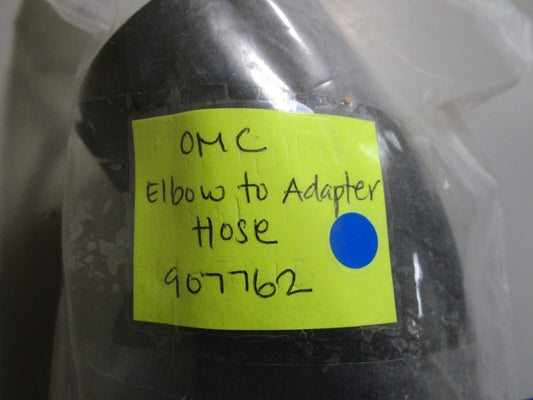 OMC
Elbow to Adapter
Hose
907762